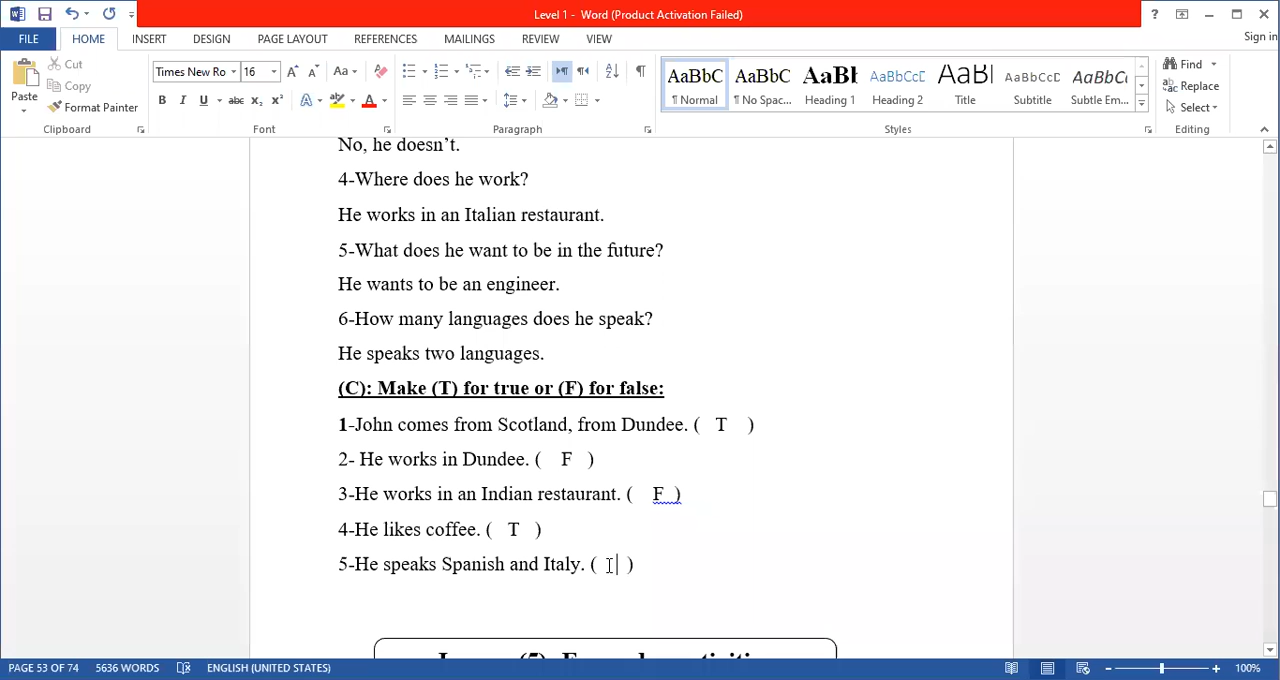 Level 1 - Word (Product Activation Failed)
FILE HOME INSERT DESIGN PAGE LAYOUT REFERENCES MAILINGS REVIEW VIEW Sign in
Paste Cut Copy Format Painter
Times New Ro 16 Aa
B I U abc X₂ X² A A
AaBbC AaBbC AaBb AaBbCcD AaBb AaBbCcD AaBbCc
¶ Normal ¶ No Spac... Heading 1 Heading 2 Title Subtitle Subtle Em...
Find Replace Select
Clipboard Font Paragraph Styles Editing
No, he doesn't.
4-Where does he work?
He works in an Italian restaurant.
5-What does he want to be in the future?
He wants to be an engineer.
6-How many languages does he speak?
He speaks two languages.
(C): Make (T) for true or (F) for false:
1-John comes from Scotland, from Dundee. ( T )
2- He works in Dundee. ( F )
3-He works in an Indian restaurant. ( F )
4-He likes coffee. ( T )
5-He speaks Spanish and Italy. ( )
PAGE 53 OF 74 5636 WORDS ENGLISH (UNITED STATES) 100%